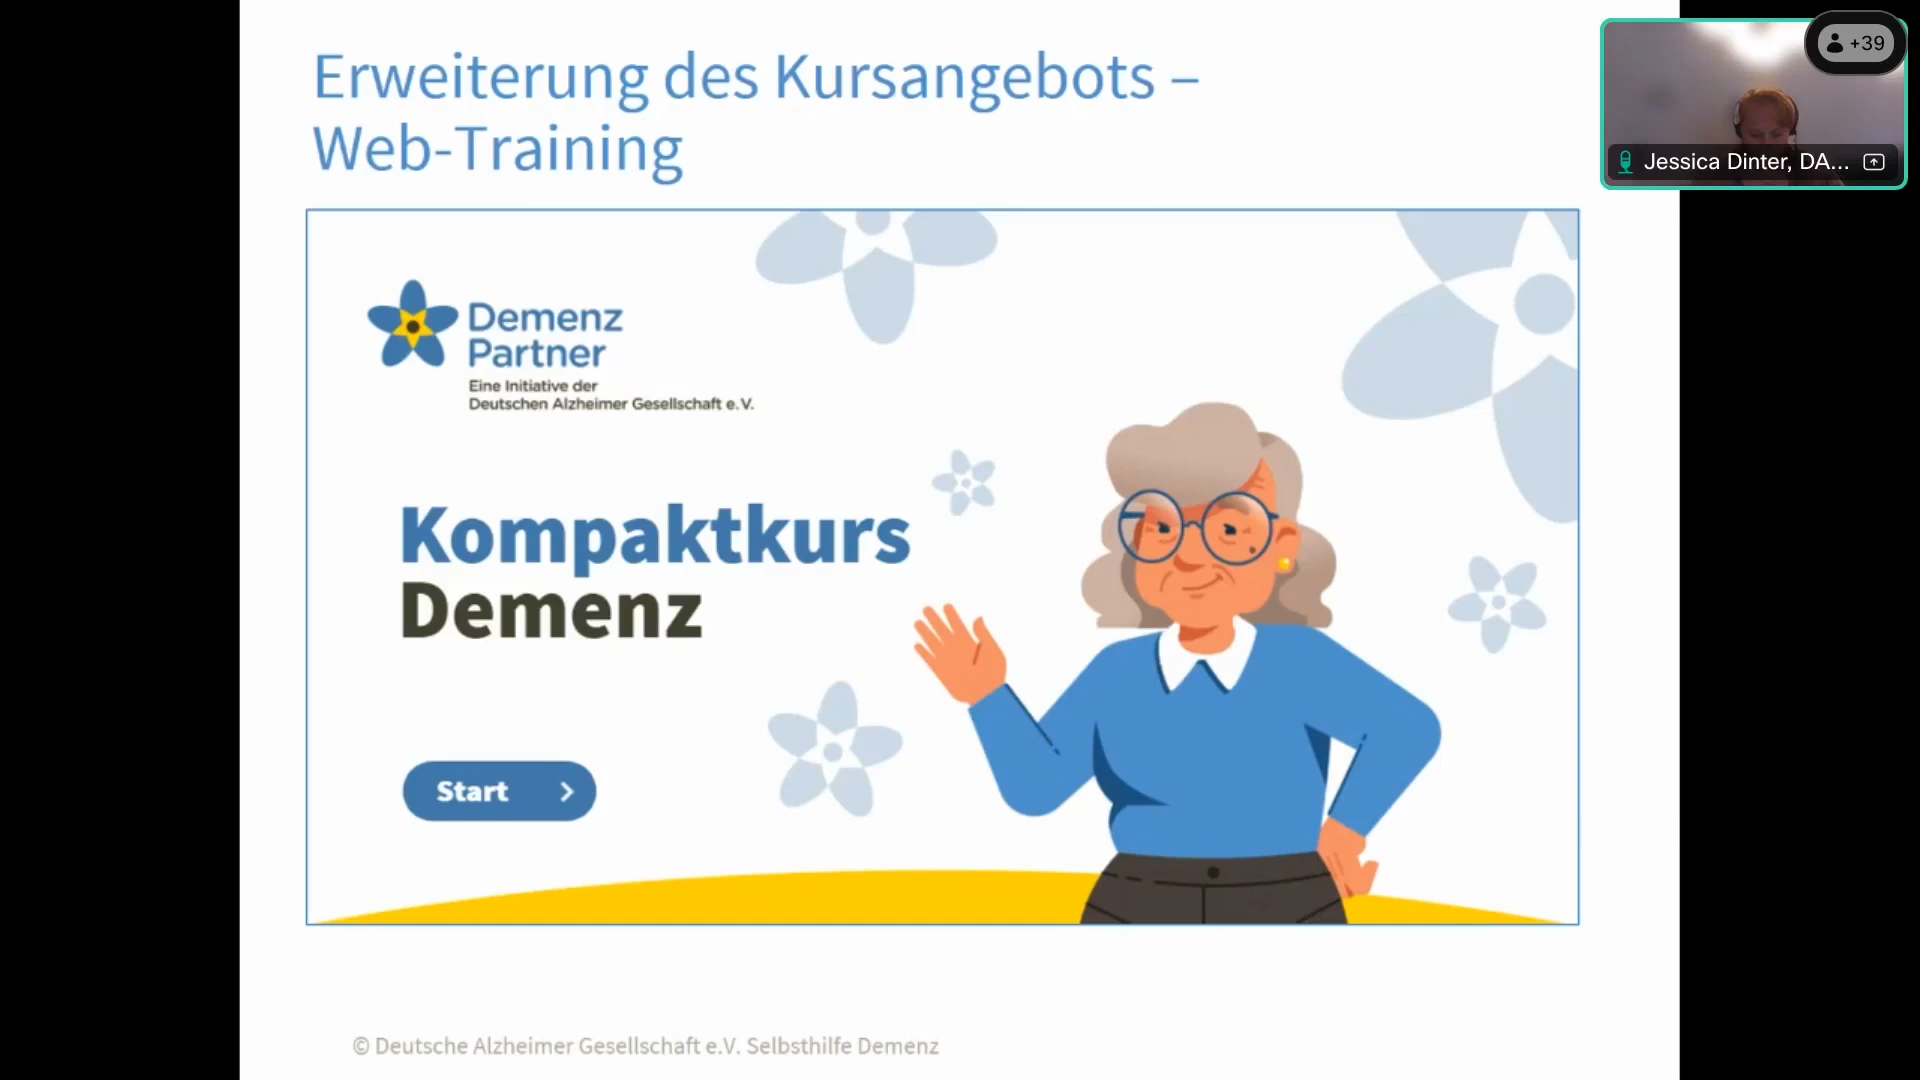 Erweiterung des Kursangebots –
Web-Training
+39
Jessica Dinter, DA...
Demenz
Partner
Eine Initiative der
Deutschen Alzheimer Gesellschaft e.V.
Kompaktkurs
Demenz
Start
© Deutsche Alzheimer Gesellschaft e.V. Selbsthilfe Demenz